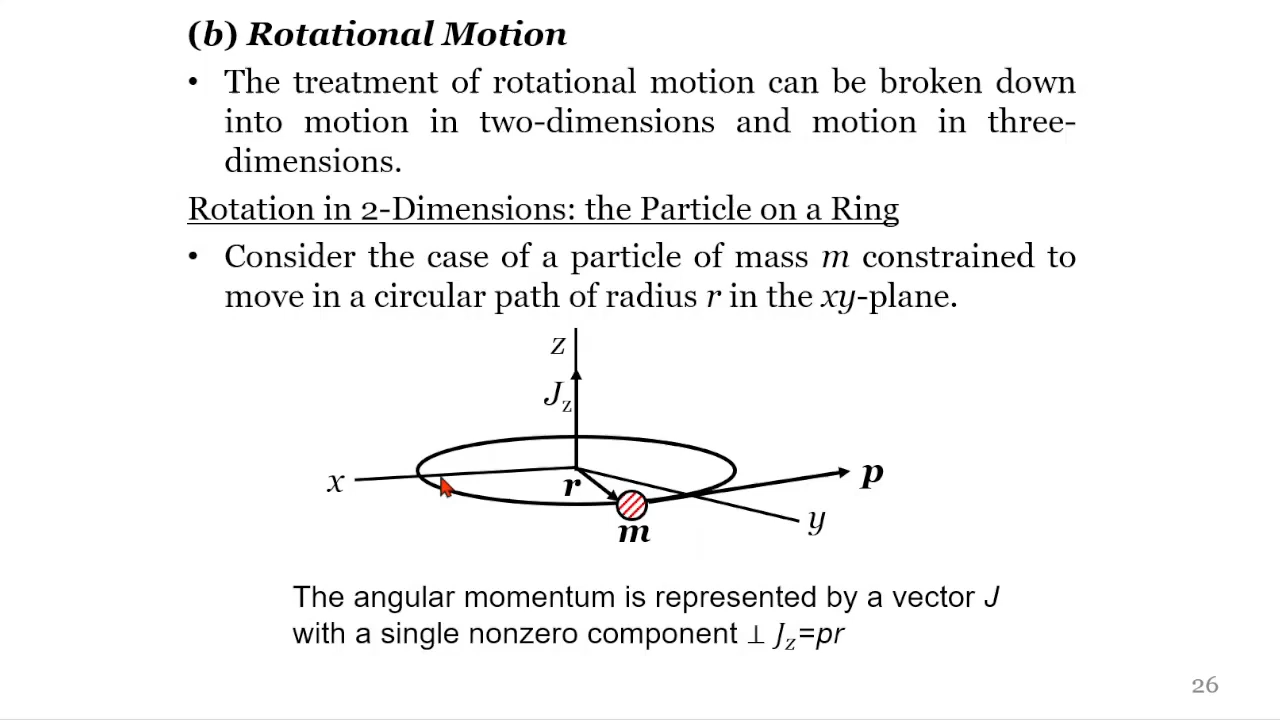 (b) Rotational Motion
• The treatment of rotational motion can be broken down
into motion in two-dimensions and motion in three-
dimensions.
Rotation in 2-Dimensions: the Particle on a Ring
• Consider the case of a particle of mass m constrained to
move in a circular path of radius r in the xy-plane.
z
Jz
x
r
p
y
m
The angular momentum is represented by a vector J
with a single nonzero component ⊥ Jz=pr
26